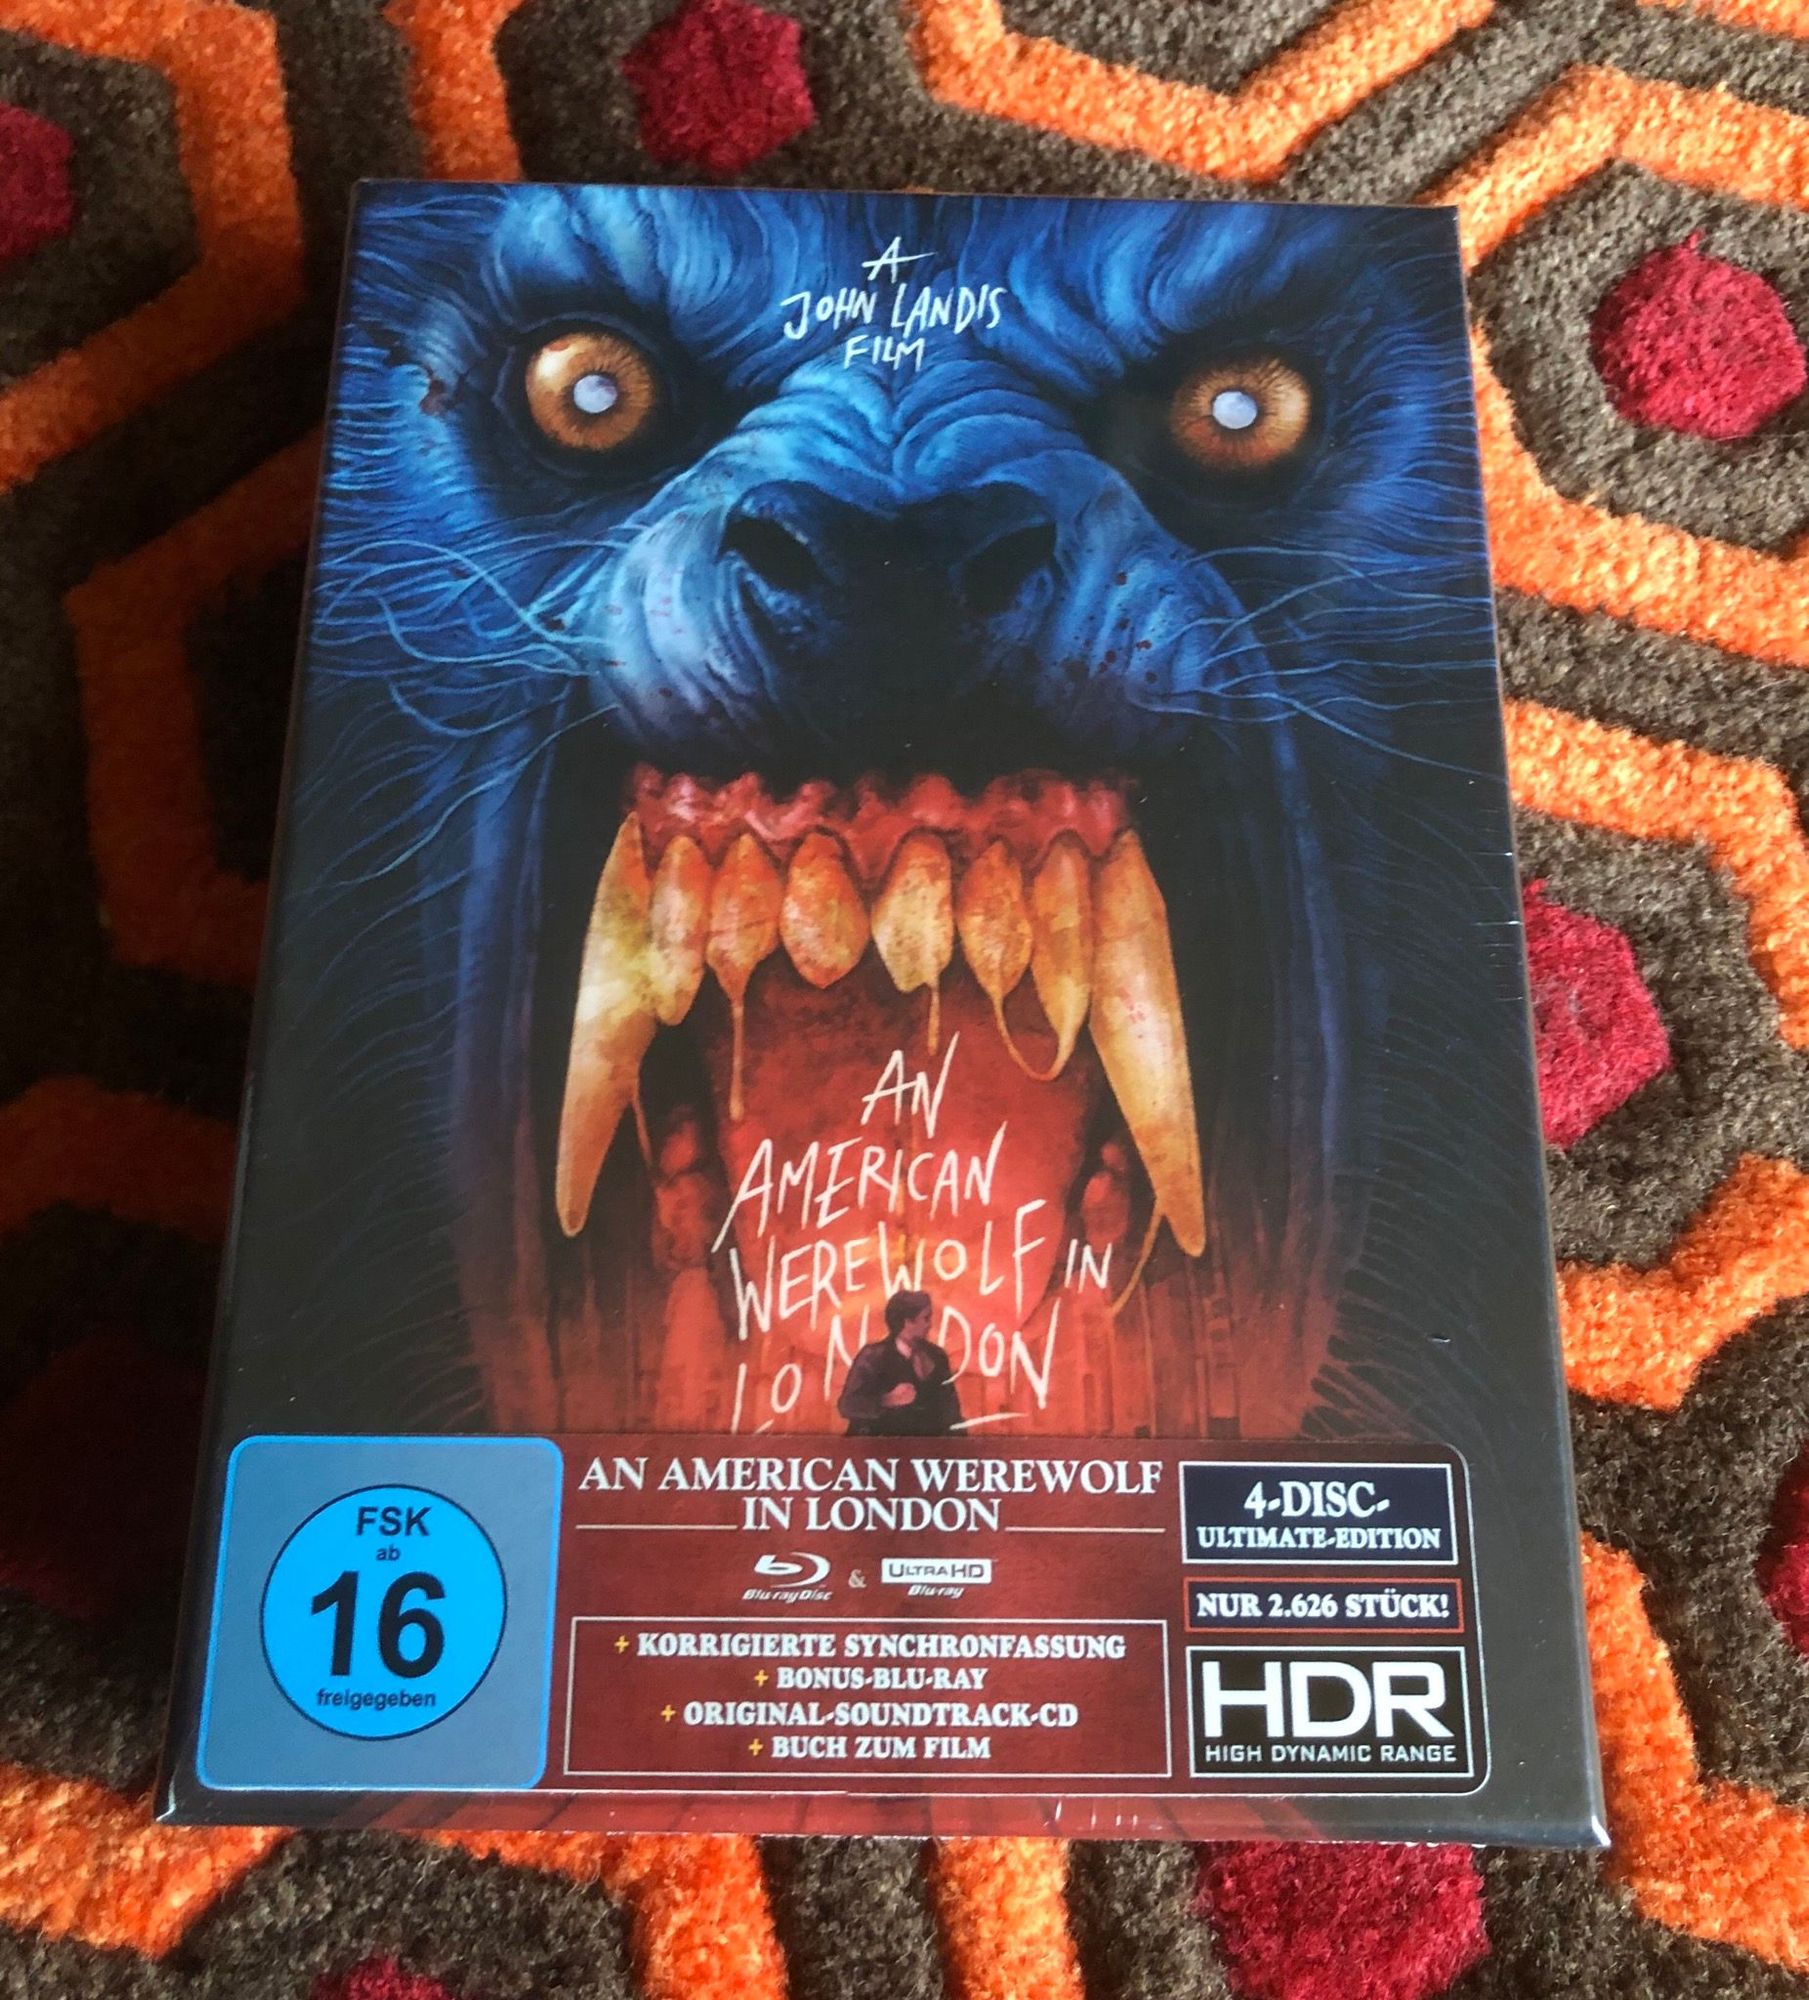 A
JOHN LANDIS
FILM
AN
AMERICAN
WEREWOLF IN
LONDON
FSK
ab
16
freigegeben
AN AMERICAN WEREWOLF
IN LONDON
Blu-ray Disc & ULTRA HD Blu-ray
+ KORRIGIERTE SYNCHRONFASSUNG
+ BONUS-BLU-RAY
+ ORIGINAL-SOUNDTRACK-CD
+ BUCH ZUM FILM
4-DISC-
ULTIMATE-EDITION
NUR 2.626 STÜCK!
HDR
HIGH DYNAMIC RANGE